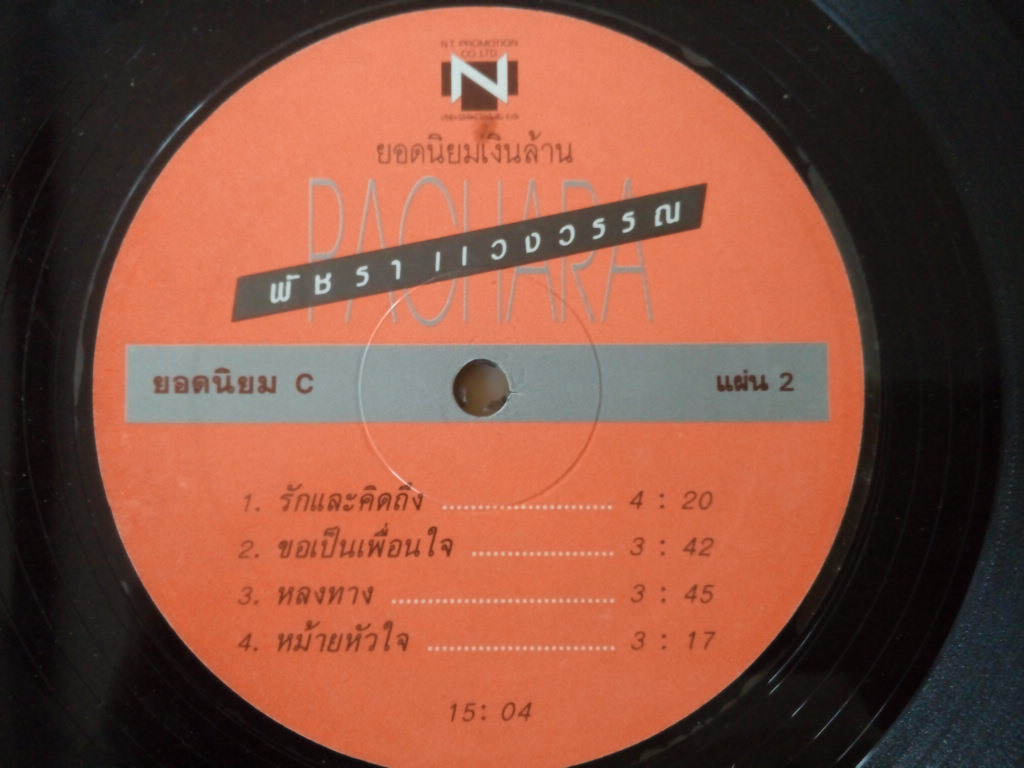 NT PROMOTION
CO.LTD
N
ยอดนิยมเงินล้าน
PACHARA
พัชรา แวงวรรณ
ยอดนิยม C
แผ่น 2
1. รักและคิดถึง ........................ 4 : 20
2. ขอเป็นเพื่อนใจ .................... 3 : 42
3. หลงทาง ............................... 3 : 45
4. หม้ายหัวใจ .......................... 3 : 17
15: 04